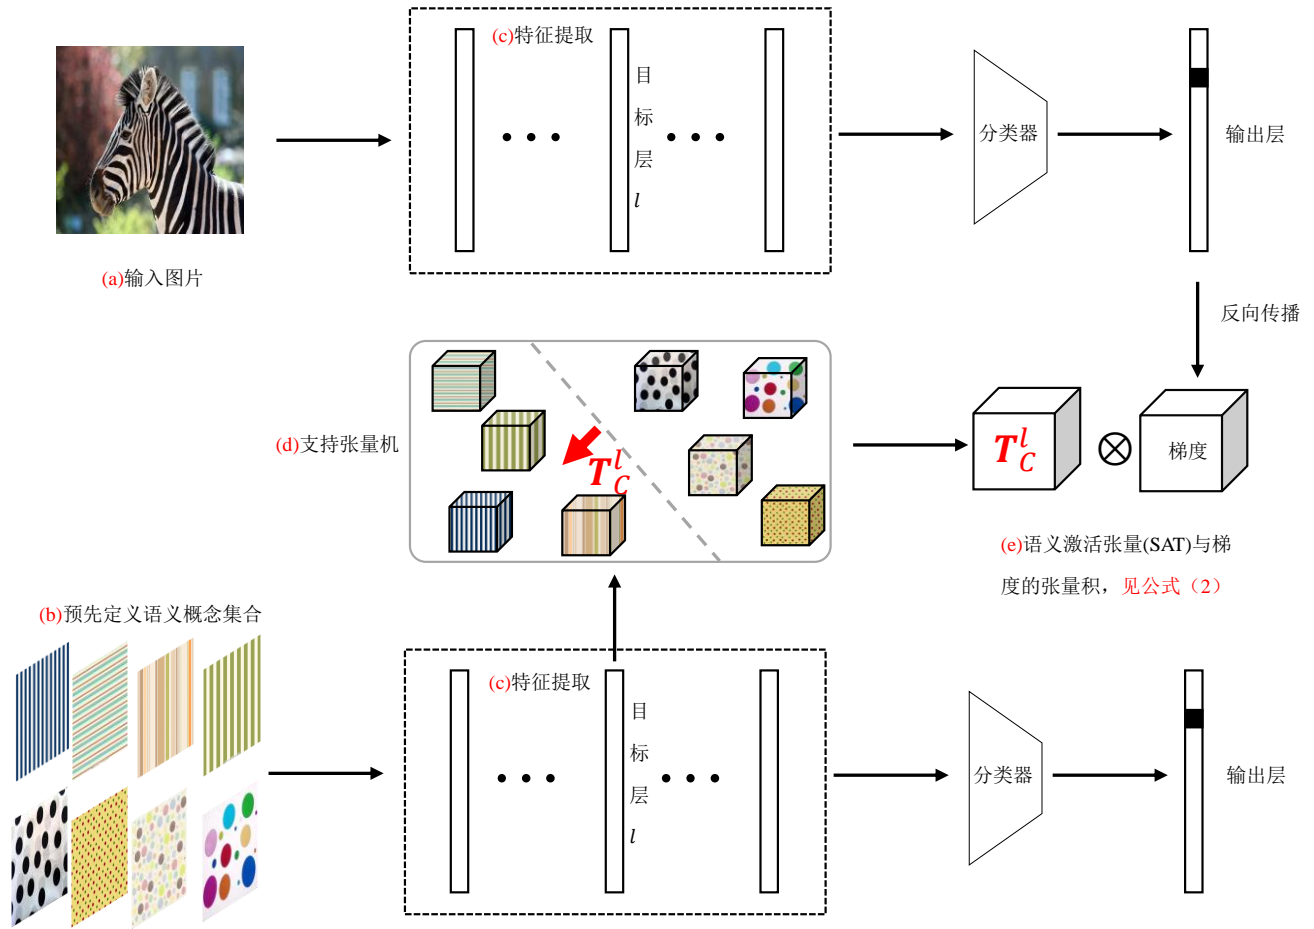 (c)特征提取
目
标
层
l
分类器
输出层
(a)输入图片
反向传播
(d)支持张量机
T_C^l
T_C^l
梯度
(e)语义激活张量(SAT)与梯
度的张量积，见公式（2）
(b)预先定义语义概念集合
(c)特征提取
目
标
层
l
分类器
输出层